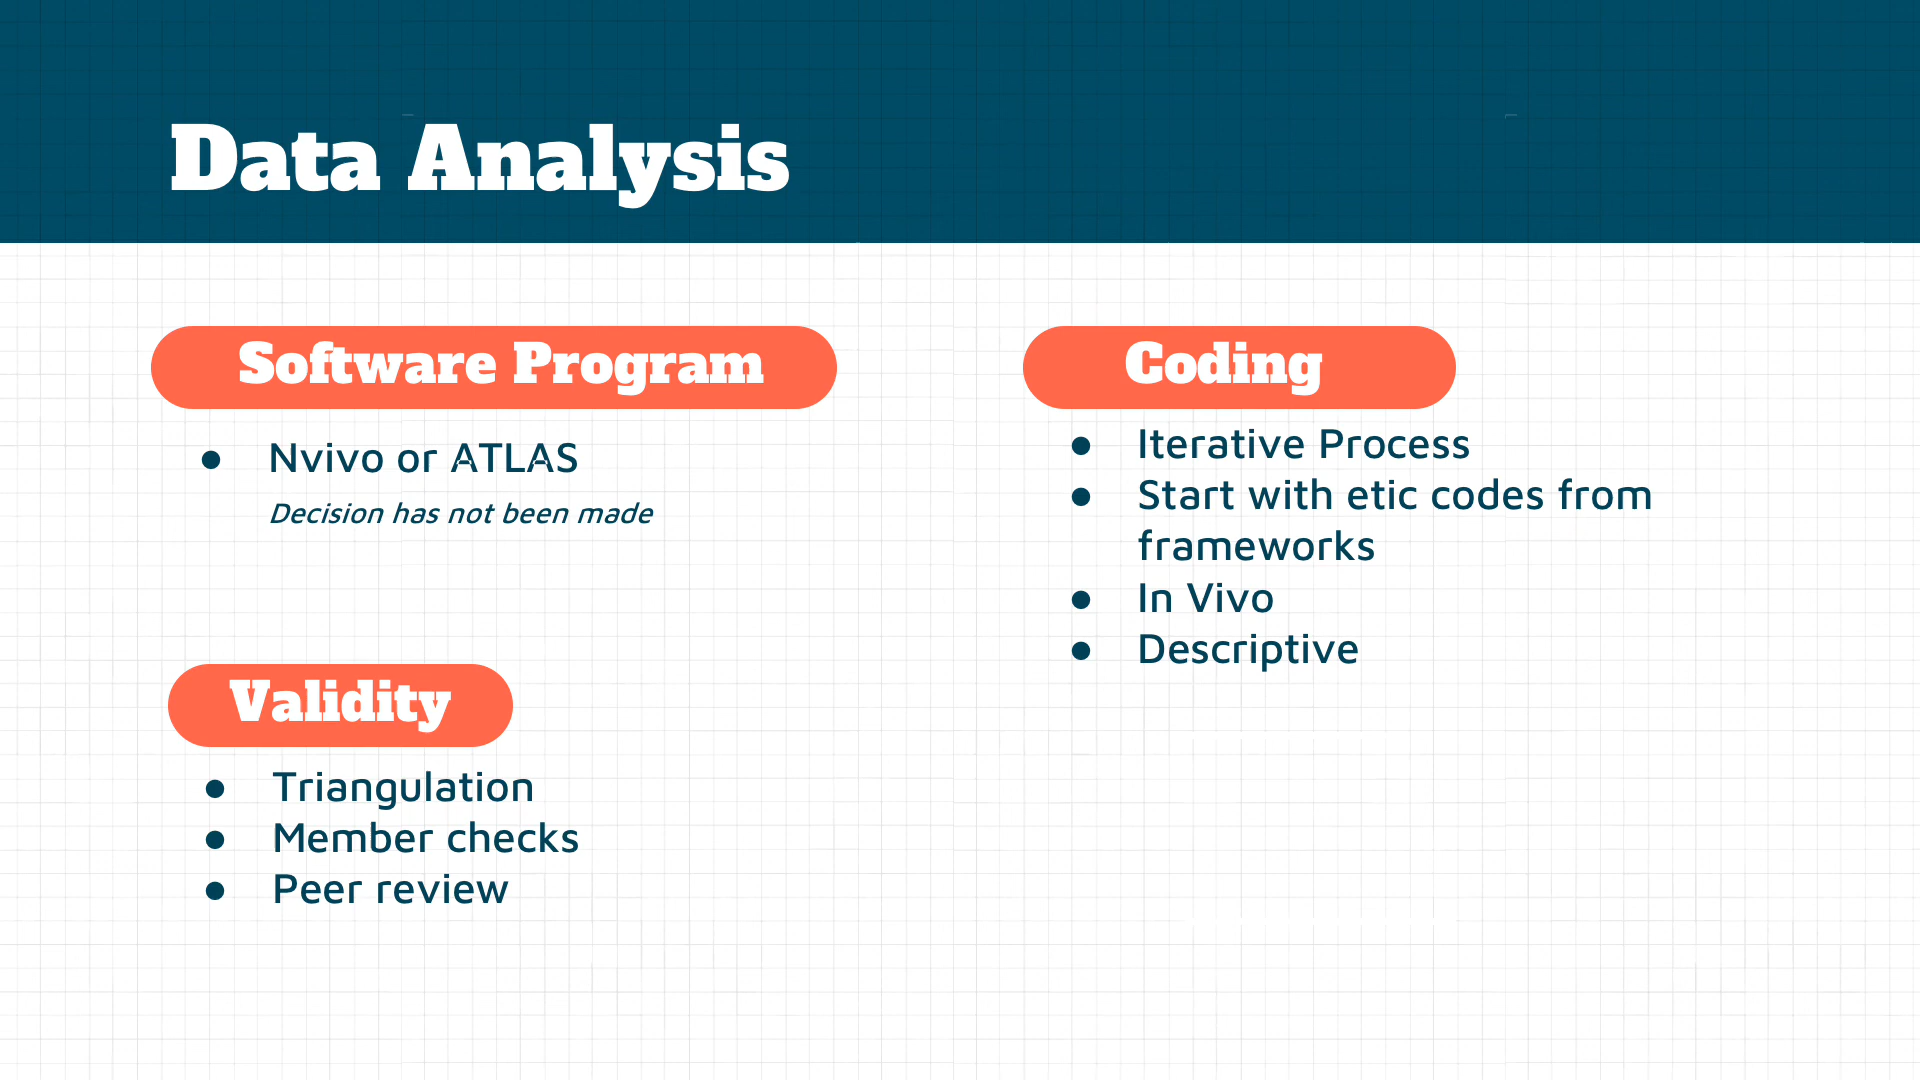 Data Analysis
Software Program
● Nvivo or ATLAS
Decision has not been made
Validity
● Triangulation
● Member checks
● Peer review
Coding
● Iterative Process
● Start with etic codes from
frameworks
● In Vivo
● Descriptive